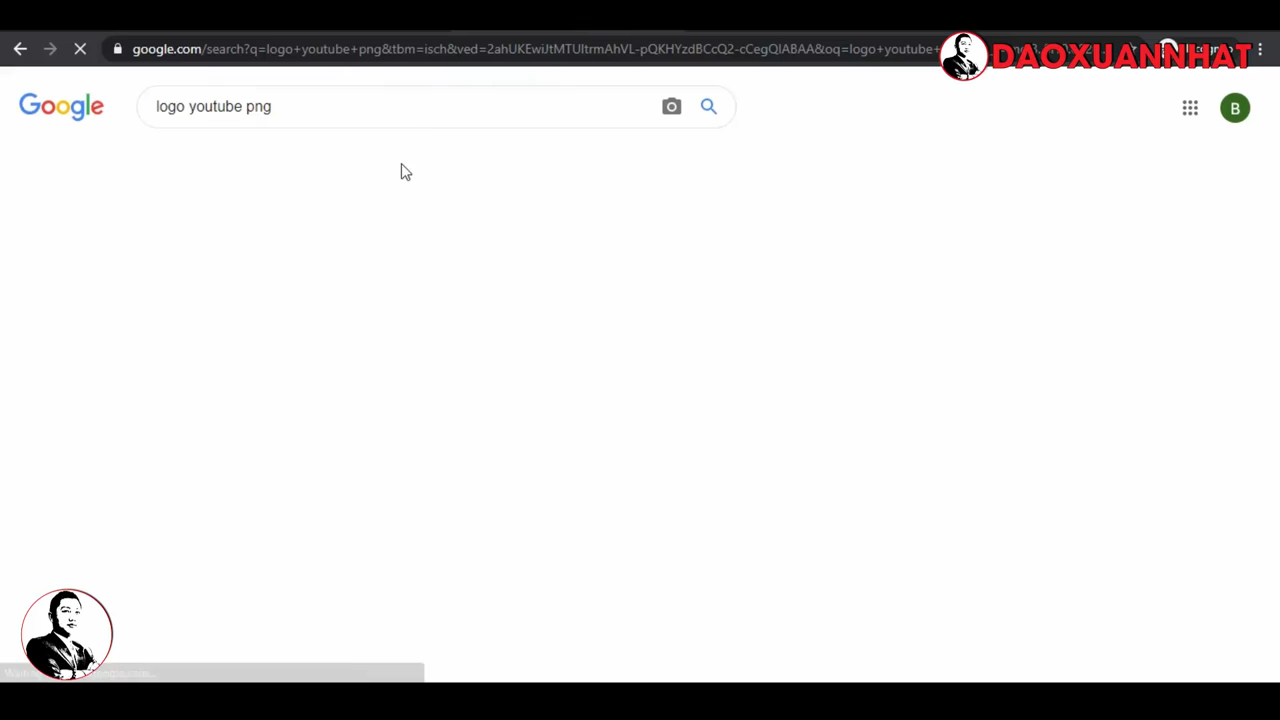 google.com/search?q=logo+youtube+png&tbm=isch&ved=2ahUKEwiJtMTUltrmAhVL-pQKHYzdBCcQ2-cCegQIABAA&oq=logo+youtube+
DAOXUANNHAT
Google
logo youtube png
B